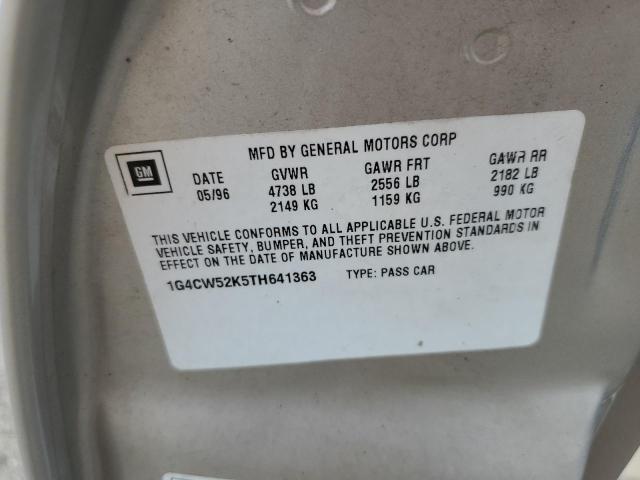 MFD BY GENERAL MOTORS CORP
GM DATE GVWR GAWR FRT GAWR RR
05/96 4738 LB 2556 LB 2182 LB
2149 KG 1159 KG 990 KG
THIS VEHICLE CONFORMS TO ALL APPLICABLE U.S. FEDERAL MOTOR
VEHICLE SAFETY, BUMPER, AND THEFT PREVENTION STANDARDS IN
EFFECT ON THE DATE OF MANUFACTURE SHOWN ABOVE.
1G4CW52K5TH641363 TYPE: PASS CAR